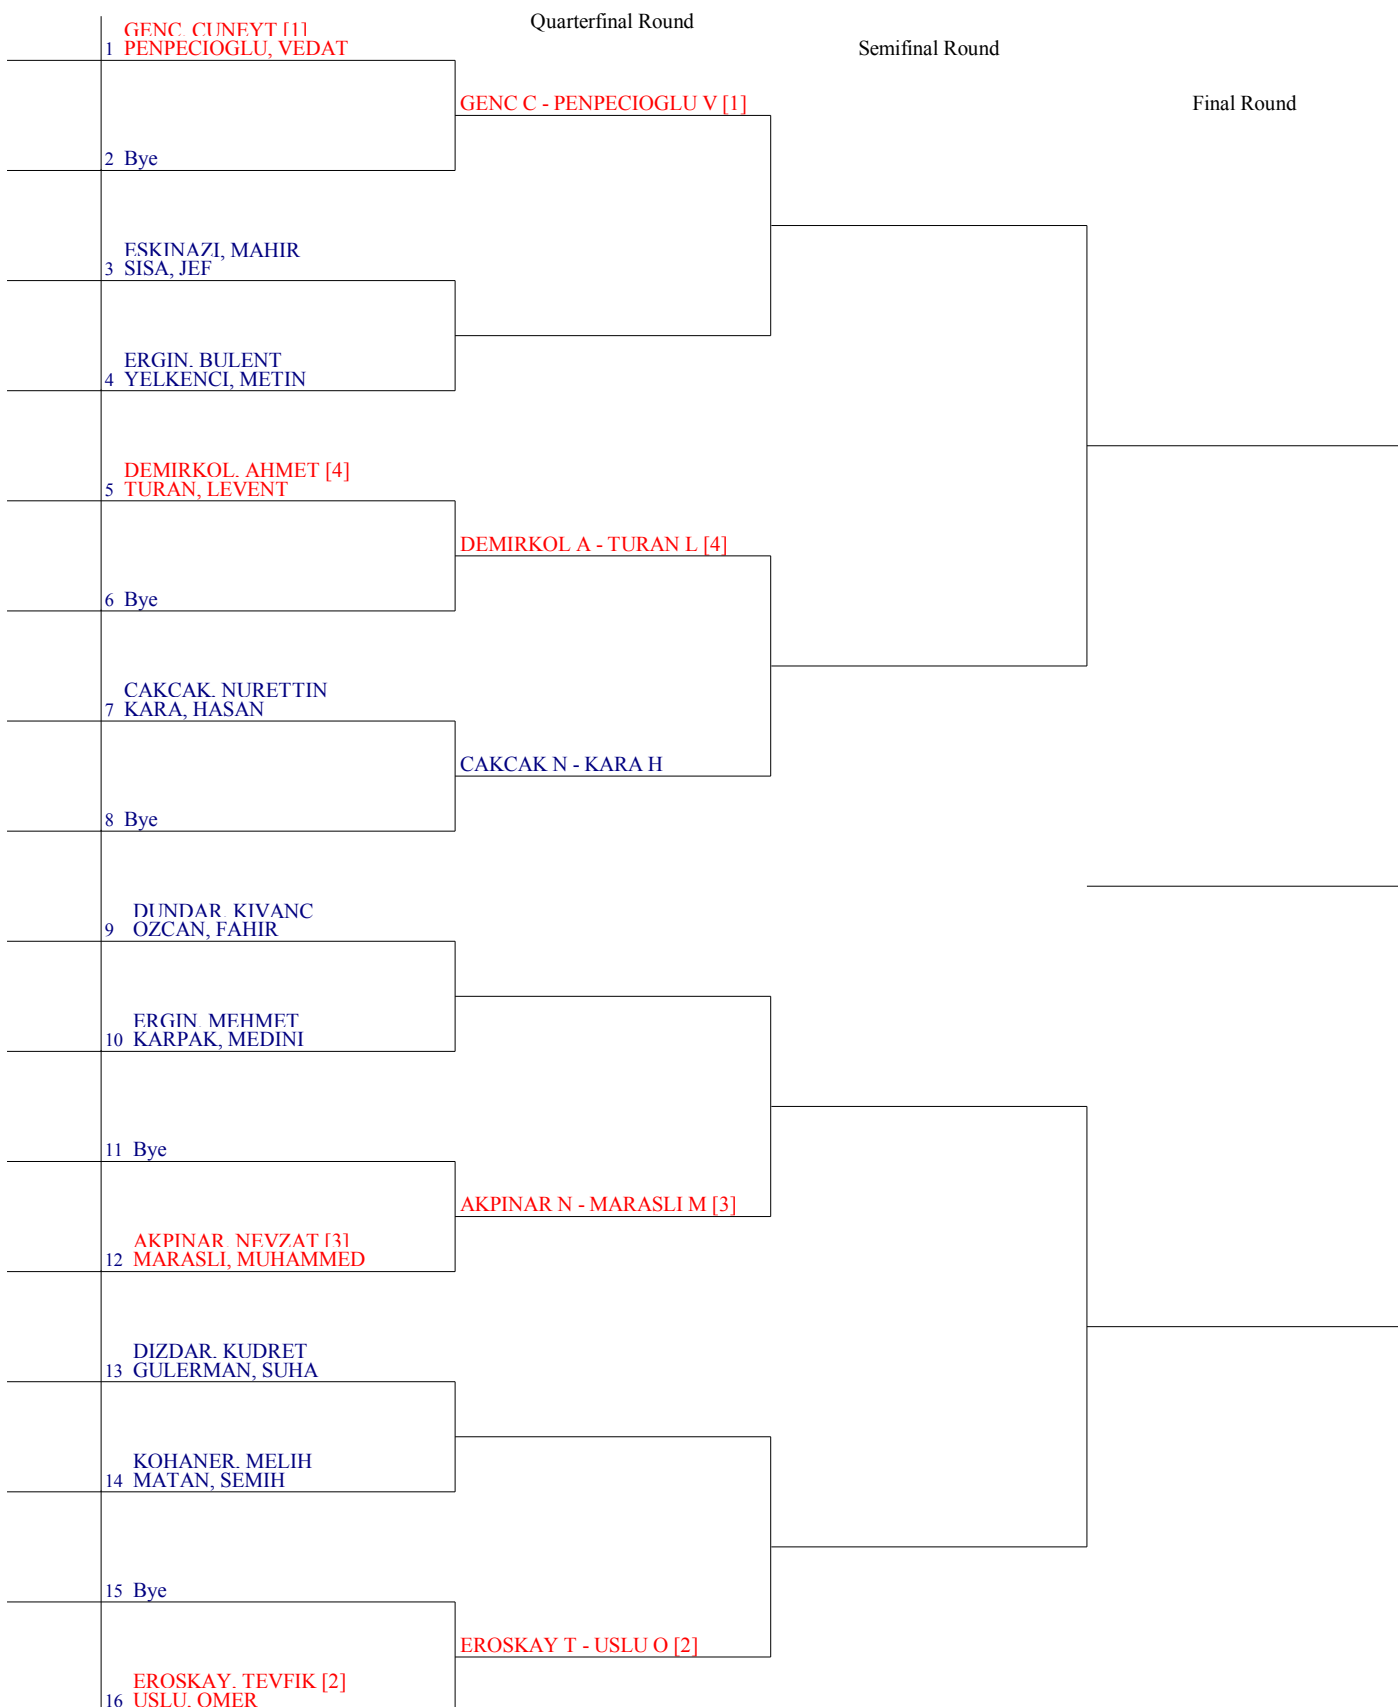 Quarterfinal Round
Semifinal Round
Final Round
GENC, CUNEYT [1]
1 PENPECIOGLU, VEDAT
GENC C - PENPECIOGLU V [1]
2 Bye
ESKINAZI, MAHIR
3 SISA, JEF
ERGIN, BULENT
4 YELKENCI, METIN
DEMIRKOL, AHMET [4]
5 TURAN, LEVENT
DEMIRKOL A - TURAN L [4]
6 Bye
CAKCAK, NURETTIN
7 KARA, HASAN
CAKCAK N - KARA H
8 Bye
DUNDAR, KIVANC
9 OZCAN, FAHIR
ERGIN, MEHMET
10 KARPAK, MEDINI
11 Bye
AKPINAR N - MARASLI M [3]
AKPINAR, NEVZAT [3]
12 MARASLI, MUHAMMED
DIZDAR, KUDRET
13 GULERMAN, SUHA
KOHANER, MELIH
14 MATAN, SEMIH
15 Bye
EROSKAY T - USLU O [2]
EROSKAY, TEVFIK [2]
16 USLU, OMER